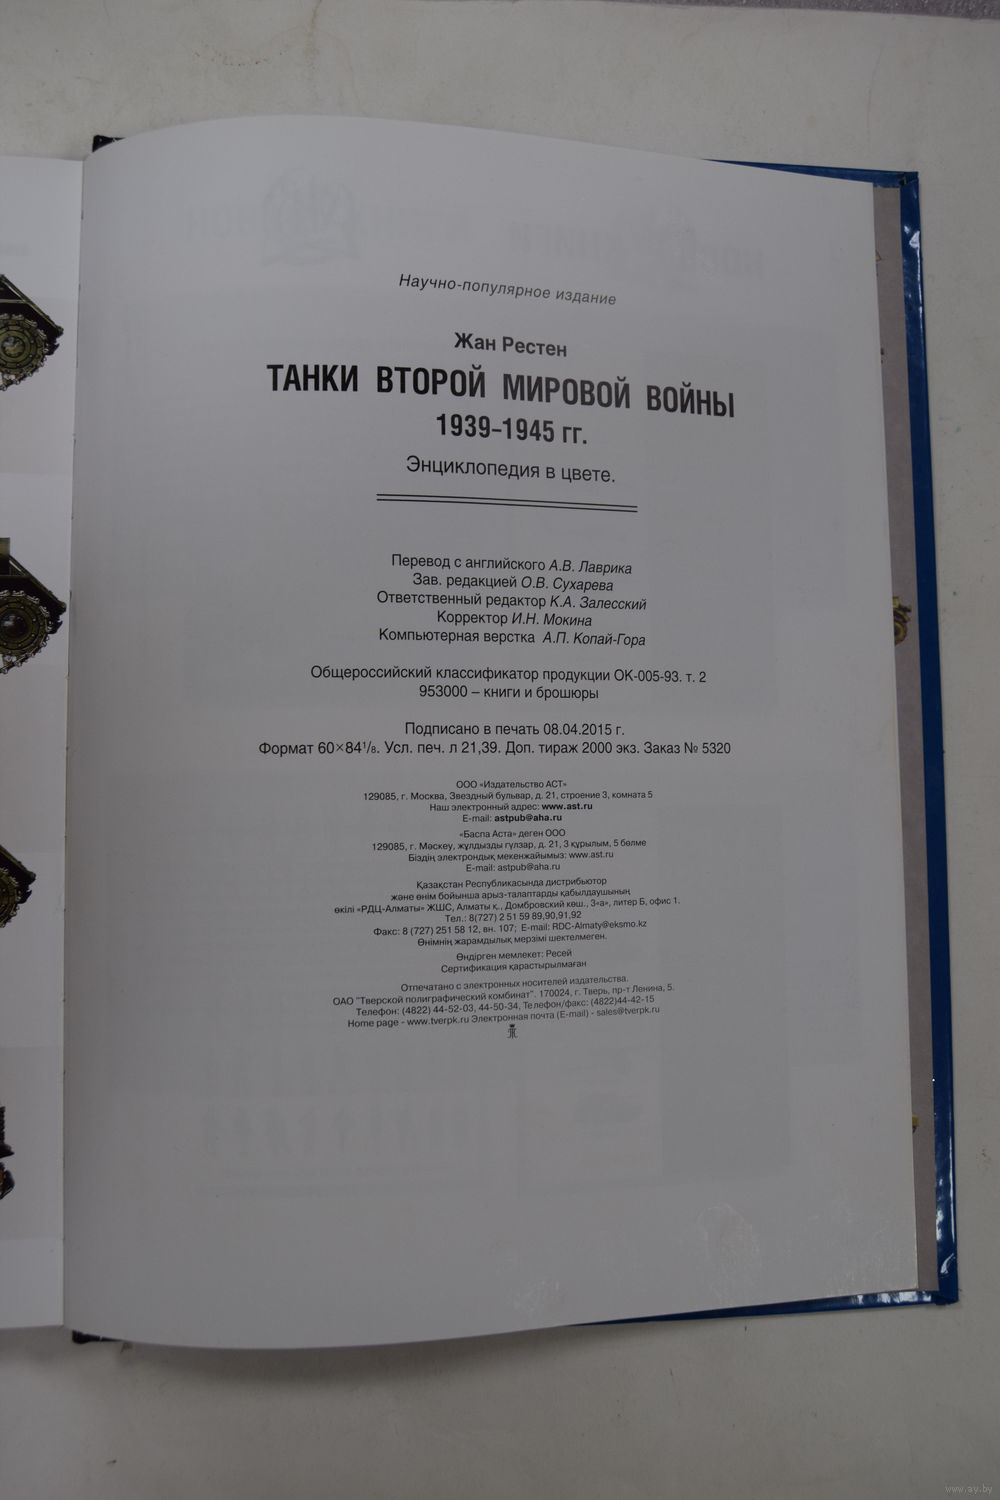 Научно-популярное издание
Жан Рестен
ТАНКИ ВТОРОЙ МИРОВОЙ ВОЙНЫ
1939–1945 гг.
Энциклопедия в цвете.
Перевод с английского А.В. Лаврика
Зав. редакцией О.В. Сухарева
Ответственный редактор К.А. Залесский
Корректор И.Н. Мокина
Компьютерная верстка А.П. Копай-Гора
Общероссийский классификатор продукции ОК-005-93. т. 2
953000 – книги и брошюры
Подписано в печать 08.04.2015 г.
Формат 60×84¹/₈. Усл. печ. л 21,39. Доп. тираж 2000 экз. Заказ № 5320
ООО «Издательство АСТ»
129085, г. Москва, Звездный бульвар, д. 21, строение 3, комната 5
Наш электронный адрес: www.ast.ru
E-mail: astpub@aha.ru
«Баспа Аста» деген ООО
129085, г. Мәскеу, жұлдызды гүлзар, д. 21, 3 құрылым, 5 бөлме
Біздің электрондық мекенжайымыз: www.ast.ru
E-mail: astpub@aha.ru
Қазақстан Республикасында дистрибьютор
және өнім бойынша арыз-талаптарды қабылдаушының
өкілі «РДЦ-Алматы» ЖШС, Алматы қ., Домбровский көш., 3«а», литер Б, офис 1.
Тел.: 8(727) 2 51 59 89,90,91,92
Факс: 8 (727) 251 58 12, вн. 107; E-mail: RDC-Almaty@eksmo.kz
Өнімнің жарамдылық мерзімі шектелмеген.
Өндірген мемлекет: Ресей
Сертификация қарастырылмаған
Отпечатано с электронных носителей издательства.
ОАО "Тверской полиграфический комбинат". 170024, г. Тверь, пр-т Ленина, 5.
Телефон: (4822) 44-52-03, 44-50-34, Телефон/факс: (4822)44-42-15
Home page - www.tverpk.ru Электронная почта (E-mail) - sales@tverpk.ru
www.ay.by